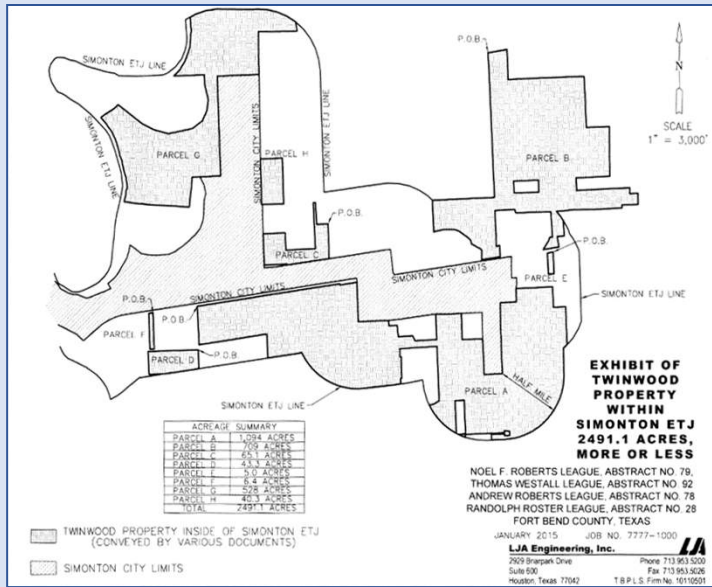 SIMONTON ETJ LINE
SIMONTON ETJ LINE
SIMONTON ETJ LINE
SIMONTON ETJ LINE
SIMONTON CITY LIMITS
PARCEL G
PARCEL H
P.O.B.
PARCEL B
N
SCALE
1" = 3,000'
P.O.B.
PARCEL C
P.O.B.
PARCEL E
SIMONTON CITY LIMITS
SIMONTON CITY LIMITS
SIMONTON ETJ LINE
P.O.B.
P.O.B.
PARCEL F
P.O.B.
PARCEL D
PARCEL A
HALF MILE
SIMONTON ETJ LINE
EXHIBIT OF
TWINWOOD
PROPERTY
WITHIN
SIMONTON ETJ
2491.1 ACRES,
MORE OR LESS
ACREAGE SUMMARY
PARCEL A 1,094 ACRES
PARCEL B 709 ACRES
PARCEL C 65.1 ACRES
PARCEL D 43.3 ACRES
PARCEL E 5.0 ACRES
PARCEL F 6.4 ACRES
PARCEL G 528 ACRES
PARCEL H 40.3 ACRES
TOTAL 2491.1 ACRES
NOEL F. ROBERTS LEAGUE, ABSTRACT NO. 79,
THOMAS WESTALL LEAGUE, ABSTRACT NO. 92
ANDREW ROBERTS LEAGUE, ABSTRACT NO. 78
RANDOLPH ROSTER LEAGUE, ABSTRACT NO. 28
FORT BEND COUNTY, TEXAS
TWINWOOD PROPERTY INSIDE OF SIMONTON ETJ
(CONVEYED BY VARIOUS DOCUMENTS)
SIMONTON CITY LIMITS
JANUARY 2015 JOB NO. 7777-1000
LJA Engineering, Inc.
2929 Briarpark Drive Phone 713.953.5200
Suite 600 Fax 713.953.5026
Houston, Texas 77042 T.B.P.L.S. Firm No. 10110501